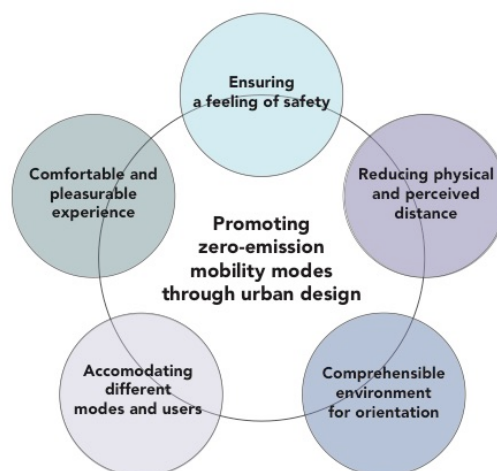 Ensuring
a feeling of safety
Comfortable and
pleasurable
experience
Reducing physical
and perceived
distance
Promoting
zero-emission
mobility modes
through urban design
Accomodating
different
modes and users
Comprehensible
environment
for orientation